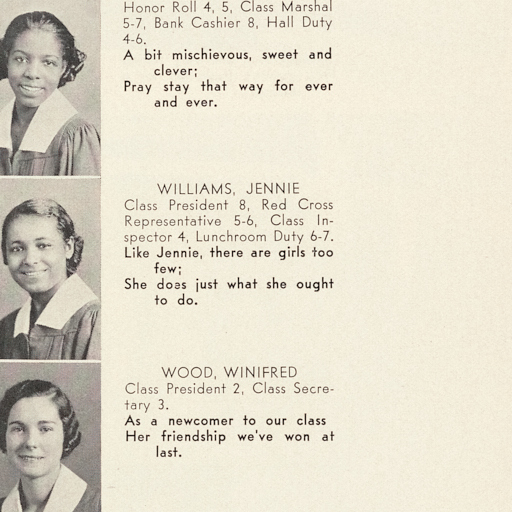 Honor Roll 4, 5, Class Marshal
5-7, Bank Cashier 8, Hall Duty
4-6.
A bit mischievous, sweet and
clever;
Pray stay that way for ever
and ever.
WILLIAMS, JENNIE
Class President 8, Red Cross
Representative 5-6, Class In-
spector 4, Lunchroom Duty 6-7.
Like Jennie, there are girls too
few;
She does just what she ought
to do.
WOOD, WINIFRED
Class President 2, Class Secre-
tary 3.
As a newcomer to our class
Her friendship we've won at
last.